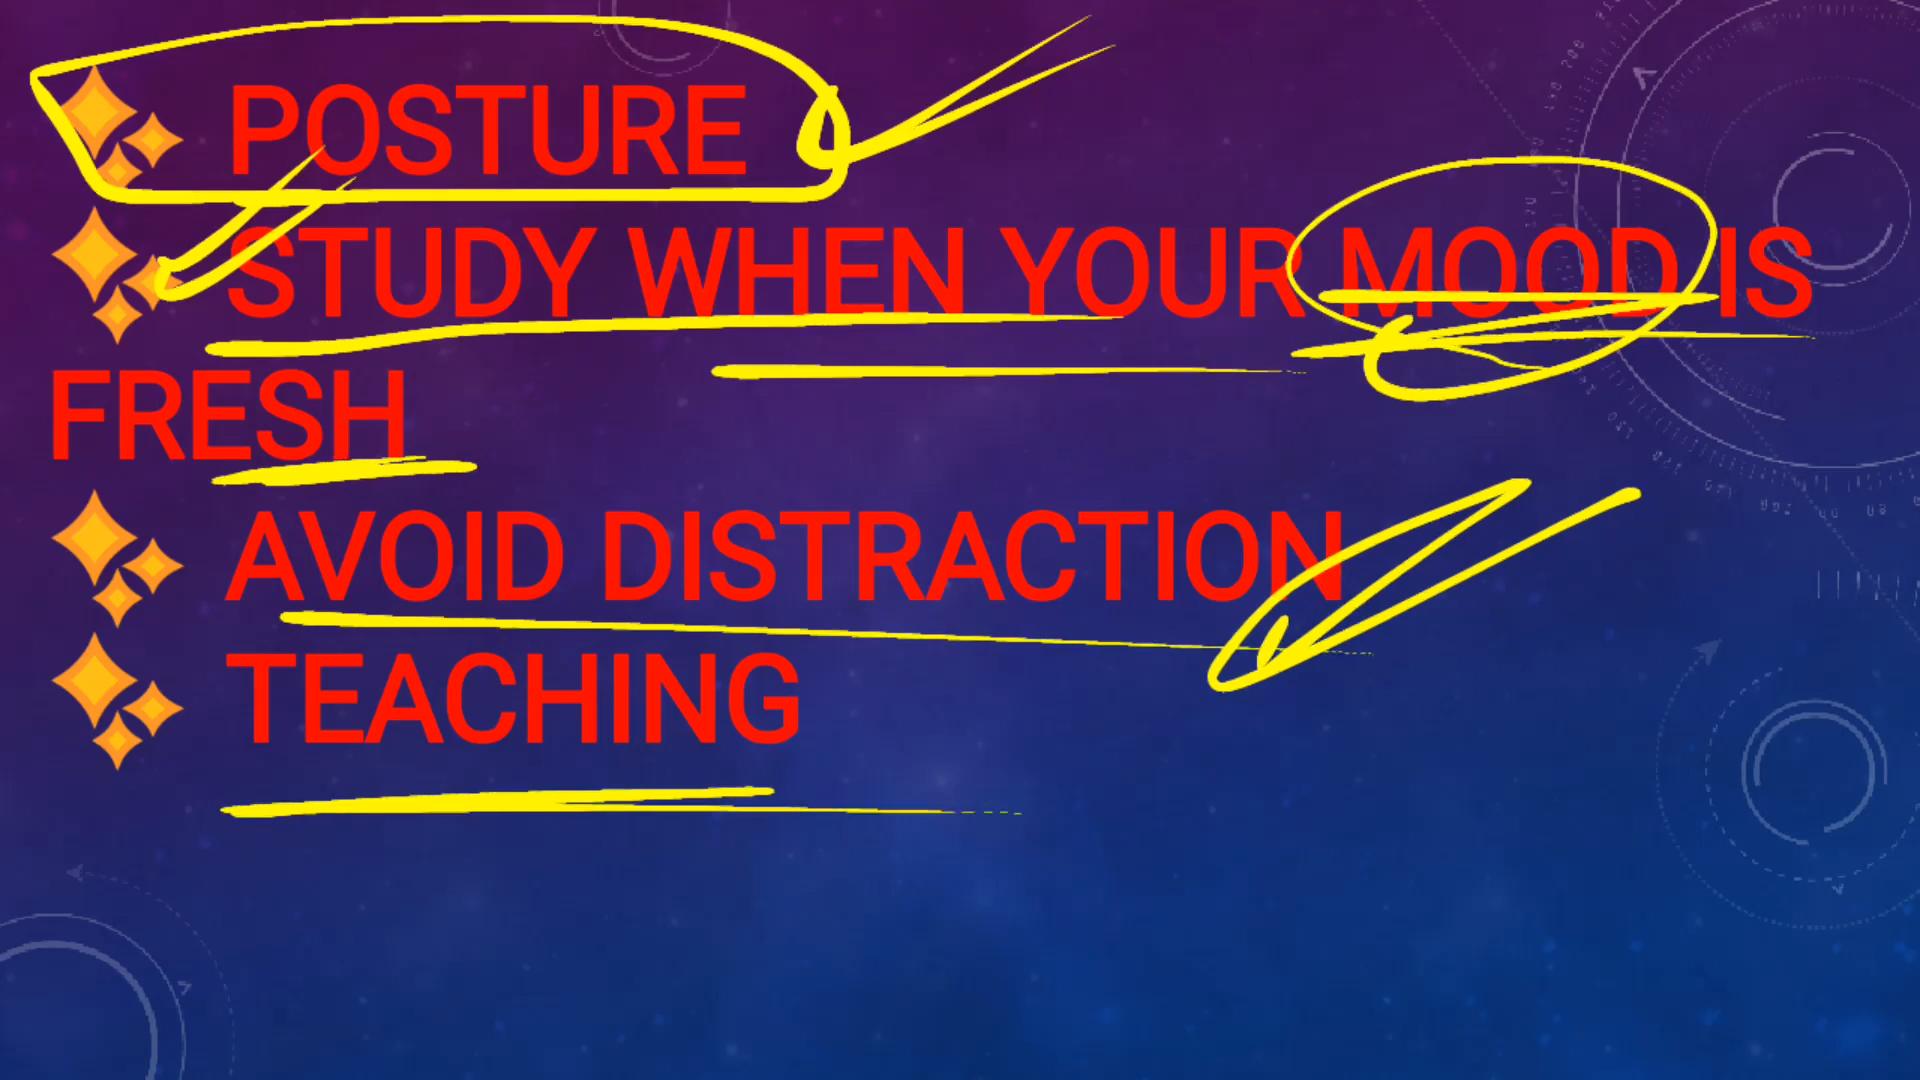 ✨ POSTURE
✨ STUDY WHEN YOUR MOOD IS
FRESH
✨ AVOID DISTRACTION
✨ TEACHING